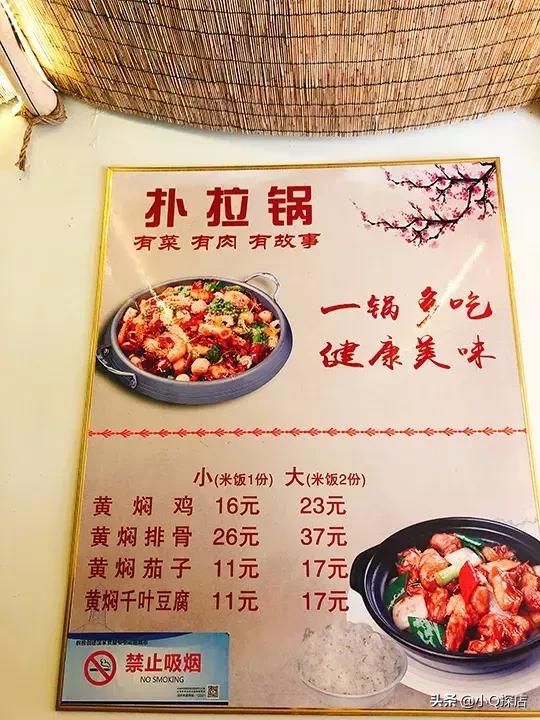 扑拉锅
有菜 有肉 有故事
一锅多吃
健康美味
小(米饭1份) 大(米饭2份)
黄焖鸡 16元 23元
黄焖排骨 26元 37元
黄焖茄子 11元 17元
黄焖千叶豆腐 11元 17元
禁止吸烟
NO SMOKING
头条 @小Q探店